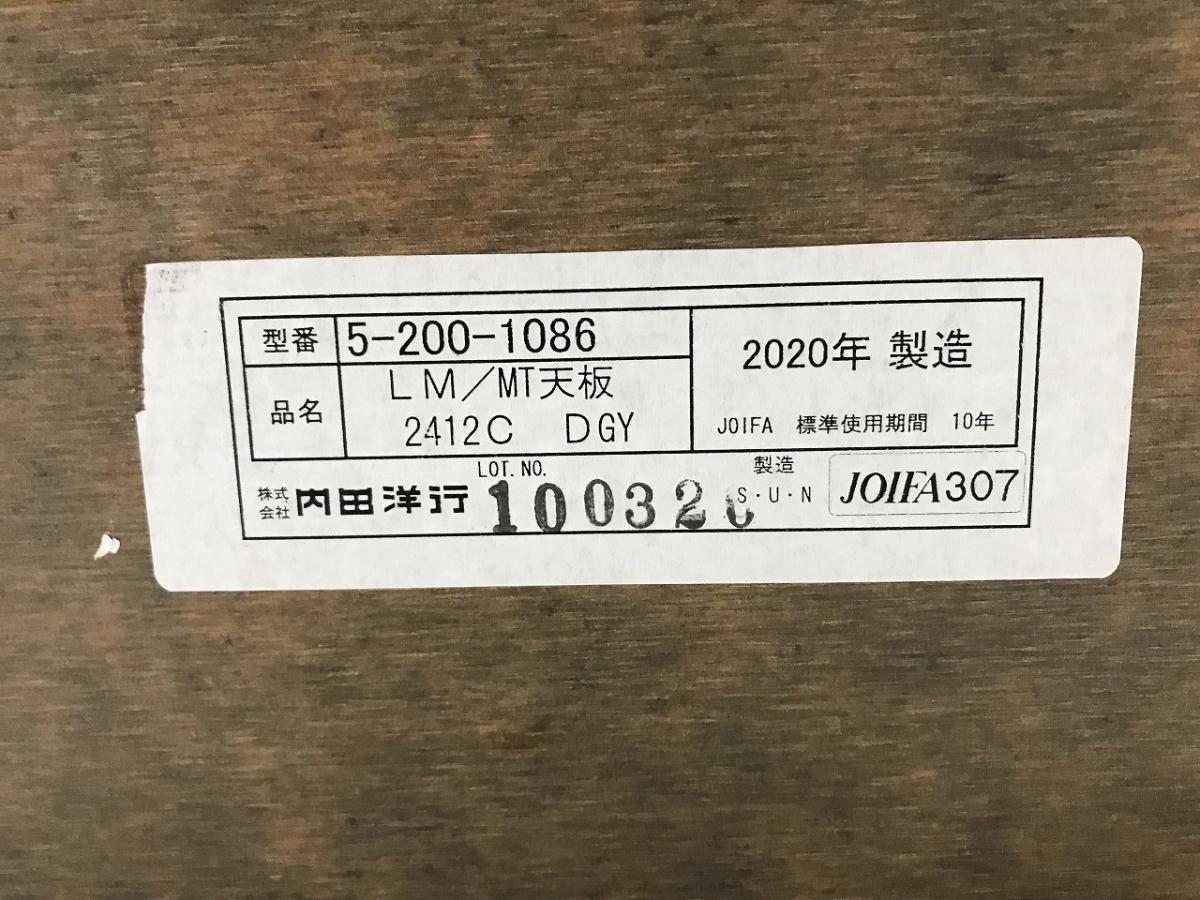 型番 5-200-1086
品名 LM/MT天板
2412C DGY
2020年 製造
JOIFA 標準使用期間 10年
株式会社 内田洋行
LOT. NO.
10032
製造
S・U・N
JOIFA307